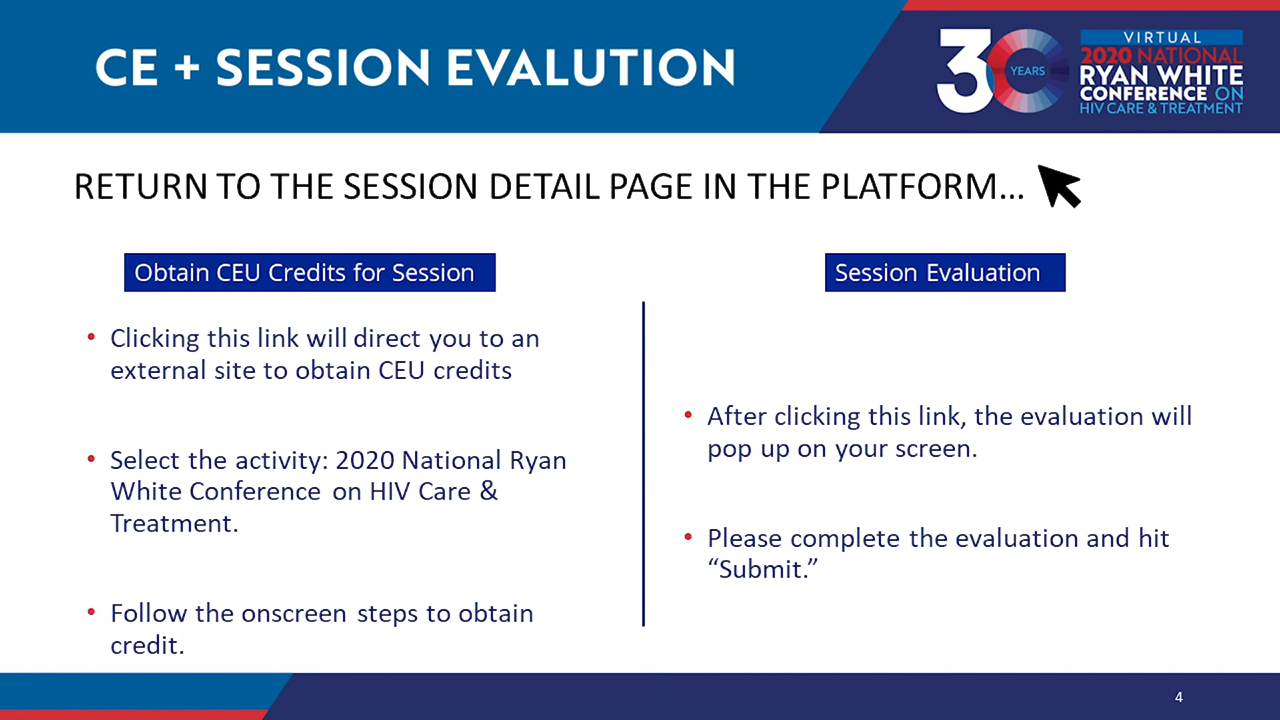 CE + SESSION EVALUTION
30
YEARS
VIRTUAL
2020 NATIONAL
RYAN WHITE
CONFERENCE ON
HIV CARE & TREATMENT
RETURN TO THE SESSION DETAIL PAGE IN THE PLATFORM...
Obtain CEU Credits for Session
• Clicking this link will direct you to an
external site to obtain CEU credits
• Select the activity: 2020 National Ryan
White Conference on HIV Care &
Treatment.
• Follow the onscreen steps to obtain
credit.
Session Evaluation
• After clicking this link, the evaluation will
pop up on your screen.
• Please complete the evaluation and hit
“Submit.”
4